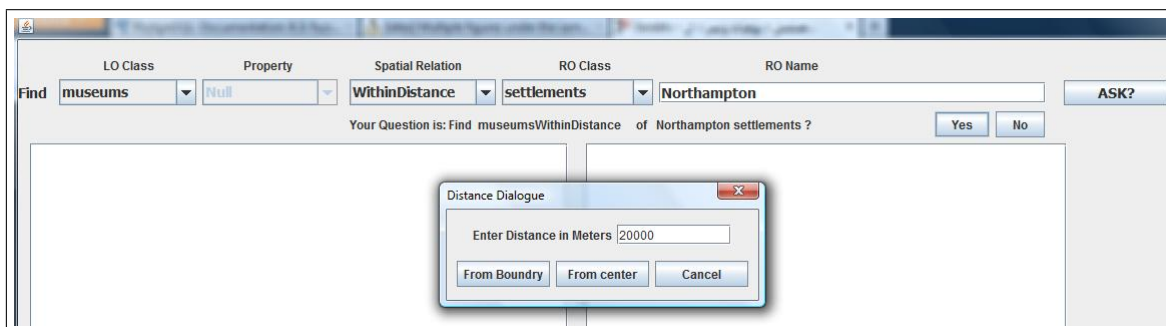 LO Class Property Spatial Relation RO Class RO Name
Find museums Null WithinDistance settlements Northampton ASK?
Your Question is: Find museumsWithinDistance of Northampton settlements ? Yes No
Distance Dialogue
Enter Distance in Meters 20000
From Boundry From center Cancel